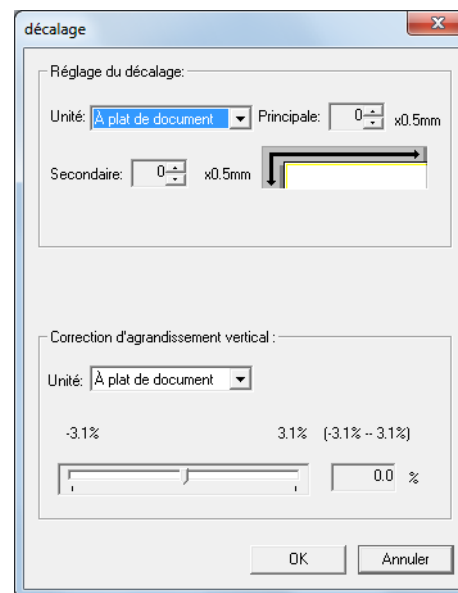 décalage
Réglage du décalage:
Unité: À plat de document Principale: 0 x0.5mm
Secondaire: 0 x0.5mm
Correction d'agrandissement vertical :
Unité: À plat de document
-3.1% 3.1% (-3.1% -- 3.1%)
0.0 %
OK Annuler